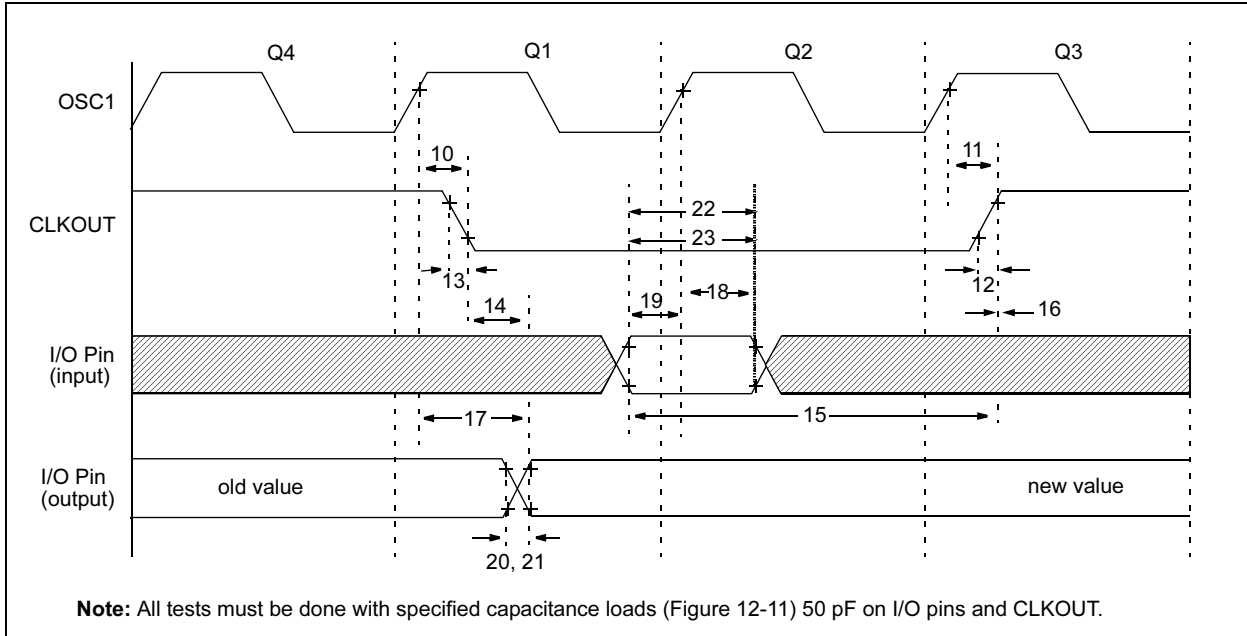 Q4 Q1 Q2 Q3
OSC1
10 11
22
CLKOUT
23
13 12
14 19 18 16
I/O Pin
(input)
17 15
I/O Pin
(output)
old value new value
20, 21
Note: All tests must be done with specified capacitance loads (Figure 12-11) 50 pF on I/O pins and CLKOUT.